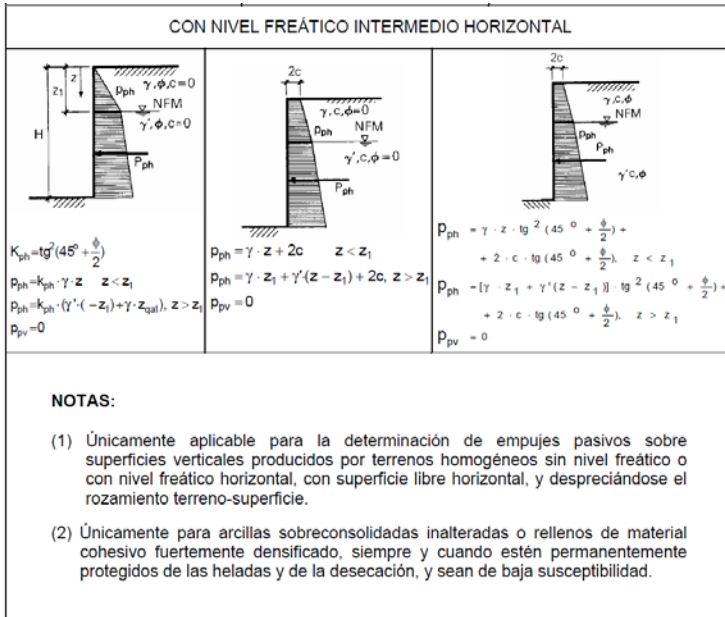 CON NIVEL FREÁTICO INTERMEDIO HORIZONTAL
z₁ z γ,ϕ,c=0
pph
NFM
γ',ϕ,c=0
H
Pph
Kph=tg²(45º+ϕ/2)
pph=kph·γ·z z<z₁
pph=kph·(γ'·(-z₁)+γ·zqal), z>z₁
ppv=0
2c
γ,c,ϕ=0
pph NFM
γ',c,ϕ=0
Pph
pph=γ·z+2c z<z₁
pph=γ·z₁+γ'·(z-z₁)+2c, z>z₁
ppv=0
2c
γ,c,ϕ
NFM
pph
Pph
γ'c,ϕ
pph = γ · z · tg ² (45 º + ϕ/2) +
+ 2 · c · tg (45 º + ϕ/2), z < z₁
pph =[γ · z₁ + γ'(z - z₁)] · tg ² (45 º + ϕ/2) +
+ 2 · c · tg (45 º + ϕ/2), z > z₁
ppv = 0
NOTAS:
(1) Únicamente aplicable para la determinación de empujes pasivos sobre
superficies verticales producidos por terrenos homogéneos sin nivel freático o
con nivel freático horizontal, con superficie libre horizontal, y despreciándose el
rozamiento terreno-superficie.
(2) Únicamente para arcillas sobreconsolidadas inalteradas o rellenos de material
cohesivo fuertemente densificado, siempre y cuando estén permanentemente
protegidos de las heladas y de la desecación, y sean de baja susceptibilidad.